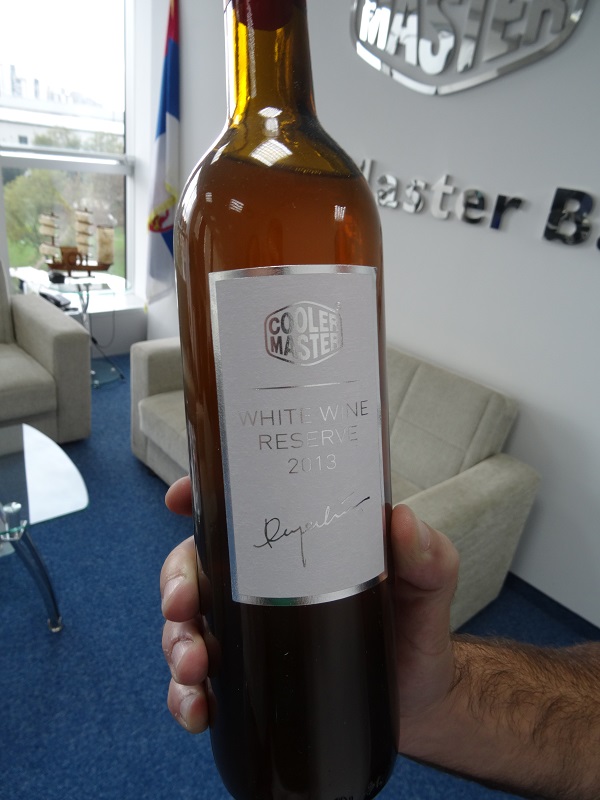 MASTER
Master B
COOLER
MASTER
WHITE WINE
RESERVE
2013